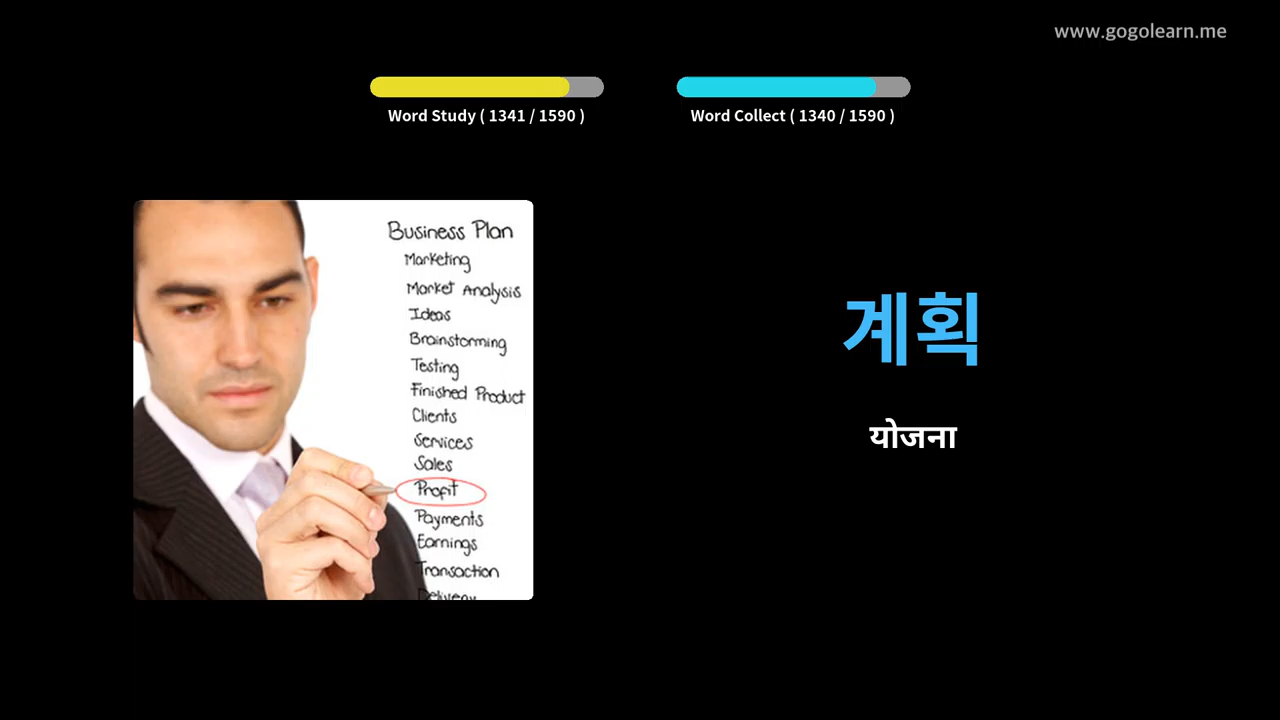 www.gogolearn.me
Word Study ( 1341 / 1590 )
Word Collect ( 1340 / 1590 )
Business Plan
Marketing
Market Analysis
Ideas
Brainstorming
Testing
Finished Product
Clients
Services
Sales
Profit
Payments
Earnings
Transaction
Delivery
계획
योजना